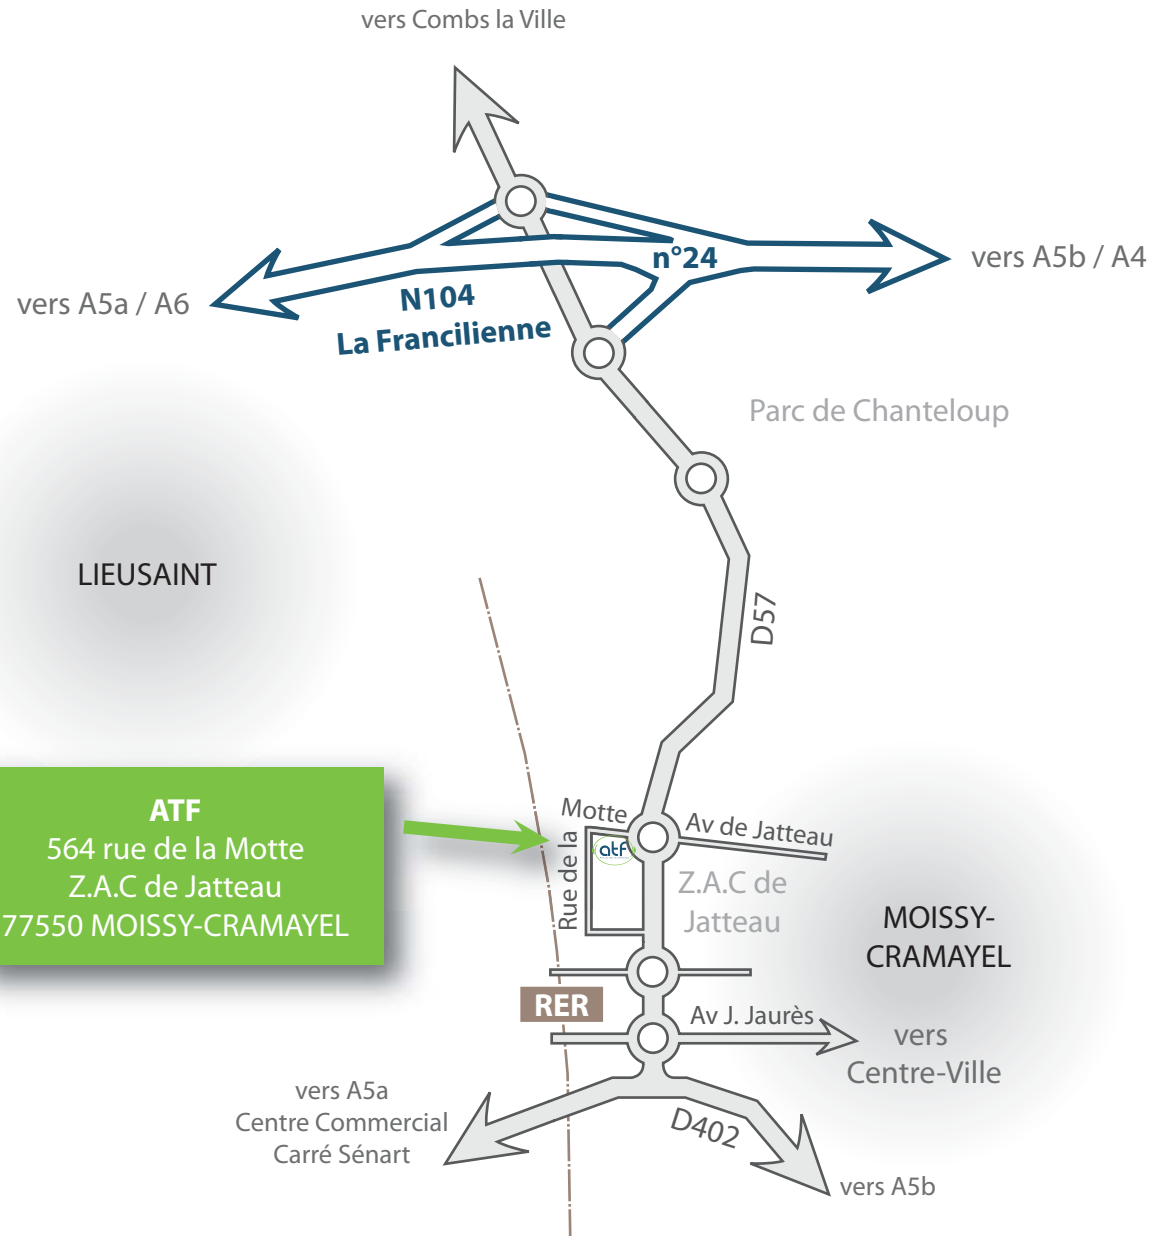 vers Combs la Ville
n°24
vers A5b / A4
vers A5a / A6
N104
La Francilienne
Parc de Chanteloup
LIEUSAINT
D57
ATF
564 rue de la Motte
Z.A.C de Jatteau
77550 MOISSY-CRAMAYEL
Motte
Av de Jatteau
Rue de la
atf
Z.A.C de
Jatteau
MOISSY-
CRAMAYEL
RER
Av J. Jaurès
vers
Centre-Ville
vers A5a
Centre Commercial
Carré Sénart
D402
vers A5b